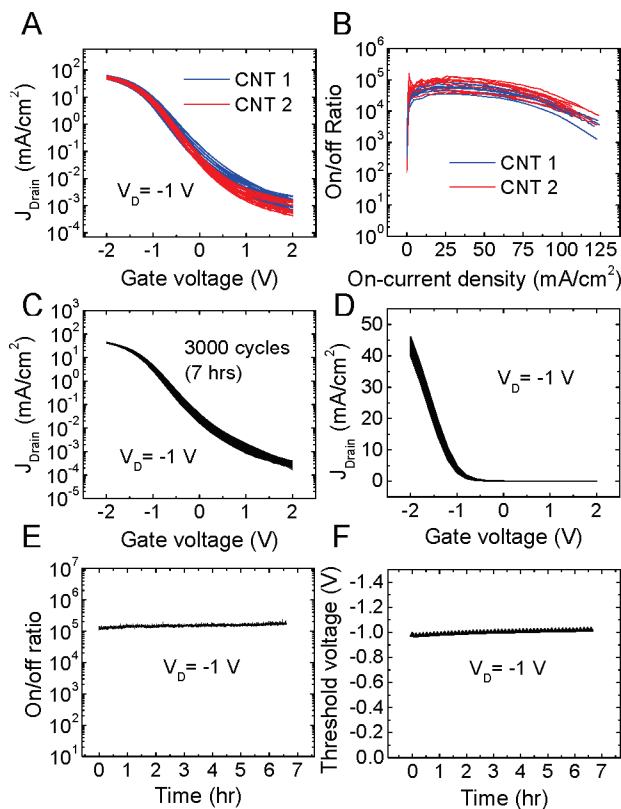 A
10²
10¹
10⁰
10⁻¹
10⁻²
10⁻³
10⁻⁴
J_Drain (mA/cm²)
CNT 1
CNT 2
V_D= -1 V
-2 -1 0 1 2
Gate voltage (V)
B
10⁶
10⁵
10⁴
10³
10²
10¹
10⁰
On/off Ratio
CNT 1
CNT 2
0 25 50 75 100 125
On-current density (mA/cm²)
C
10³
10²
10¹
10⁰
10⁻¹
10⁻²
10⁻³
10⁻⁴
10⁻⁵
J_Drain (mA/cm²)
3000 cycles
(7 hrs)
V_D= -1 V
-2 -1 0 1 2
Gate voltage (V)
D
50
40
30
20
10
0
J_Drain (mA/cm²)
V_D= -1 V
-2 -1 0 1 2
Gate voltage (V)
E
10⁷
10⁶
10⁵
10⁴
10³
10²
10¹
On/off ratio
V_D= -1 V
0 1 2 3 4 5 6 7
Time (hr)
F
-1.4
-1.2
-1.0
-0.8
-0.6
-0.4
-0.2
0.0
Threshold voltage (V)
V_D= -1 V
0 1 2 3 4 5 6 7
Time (hr)